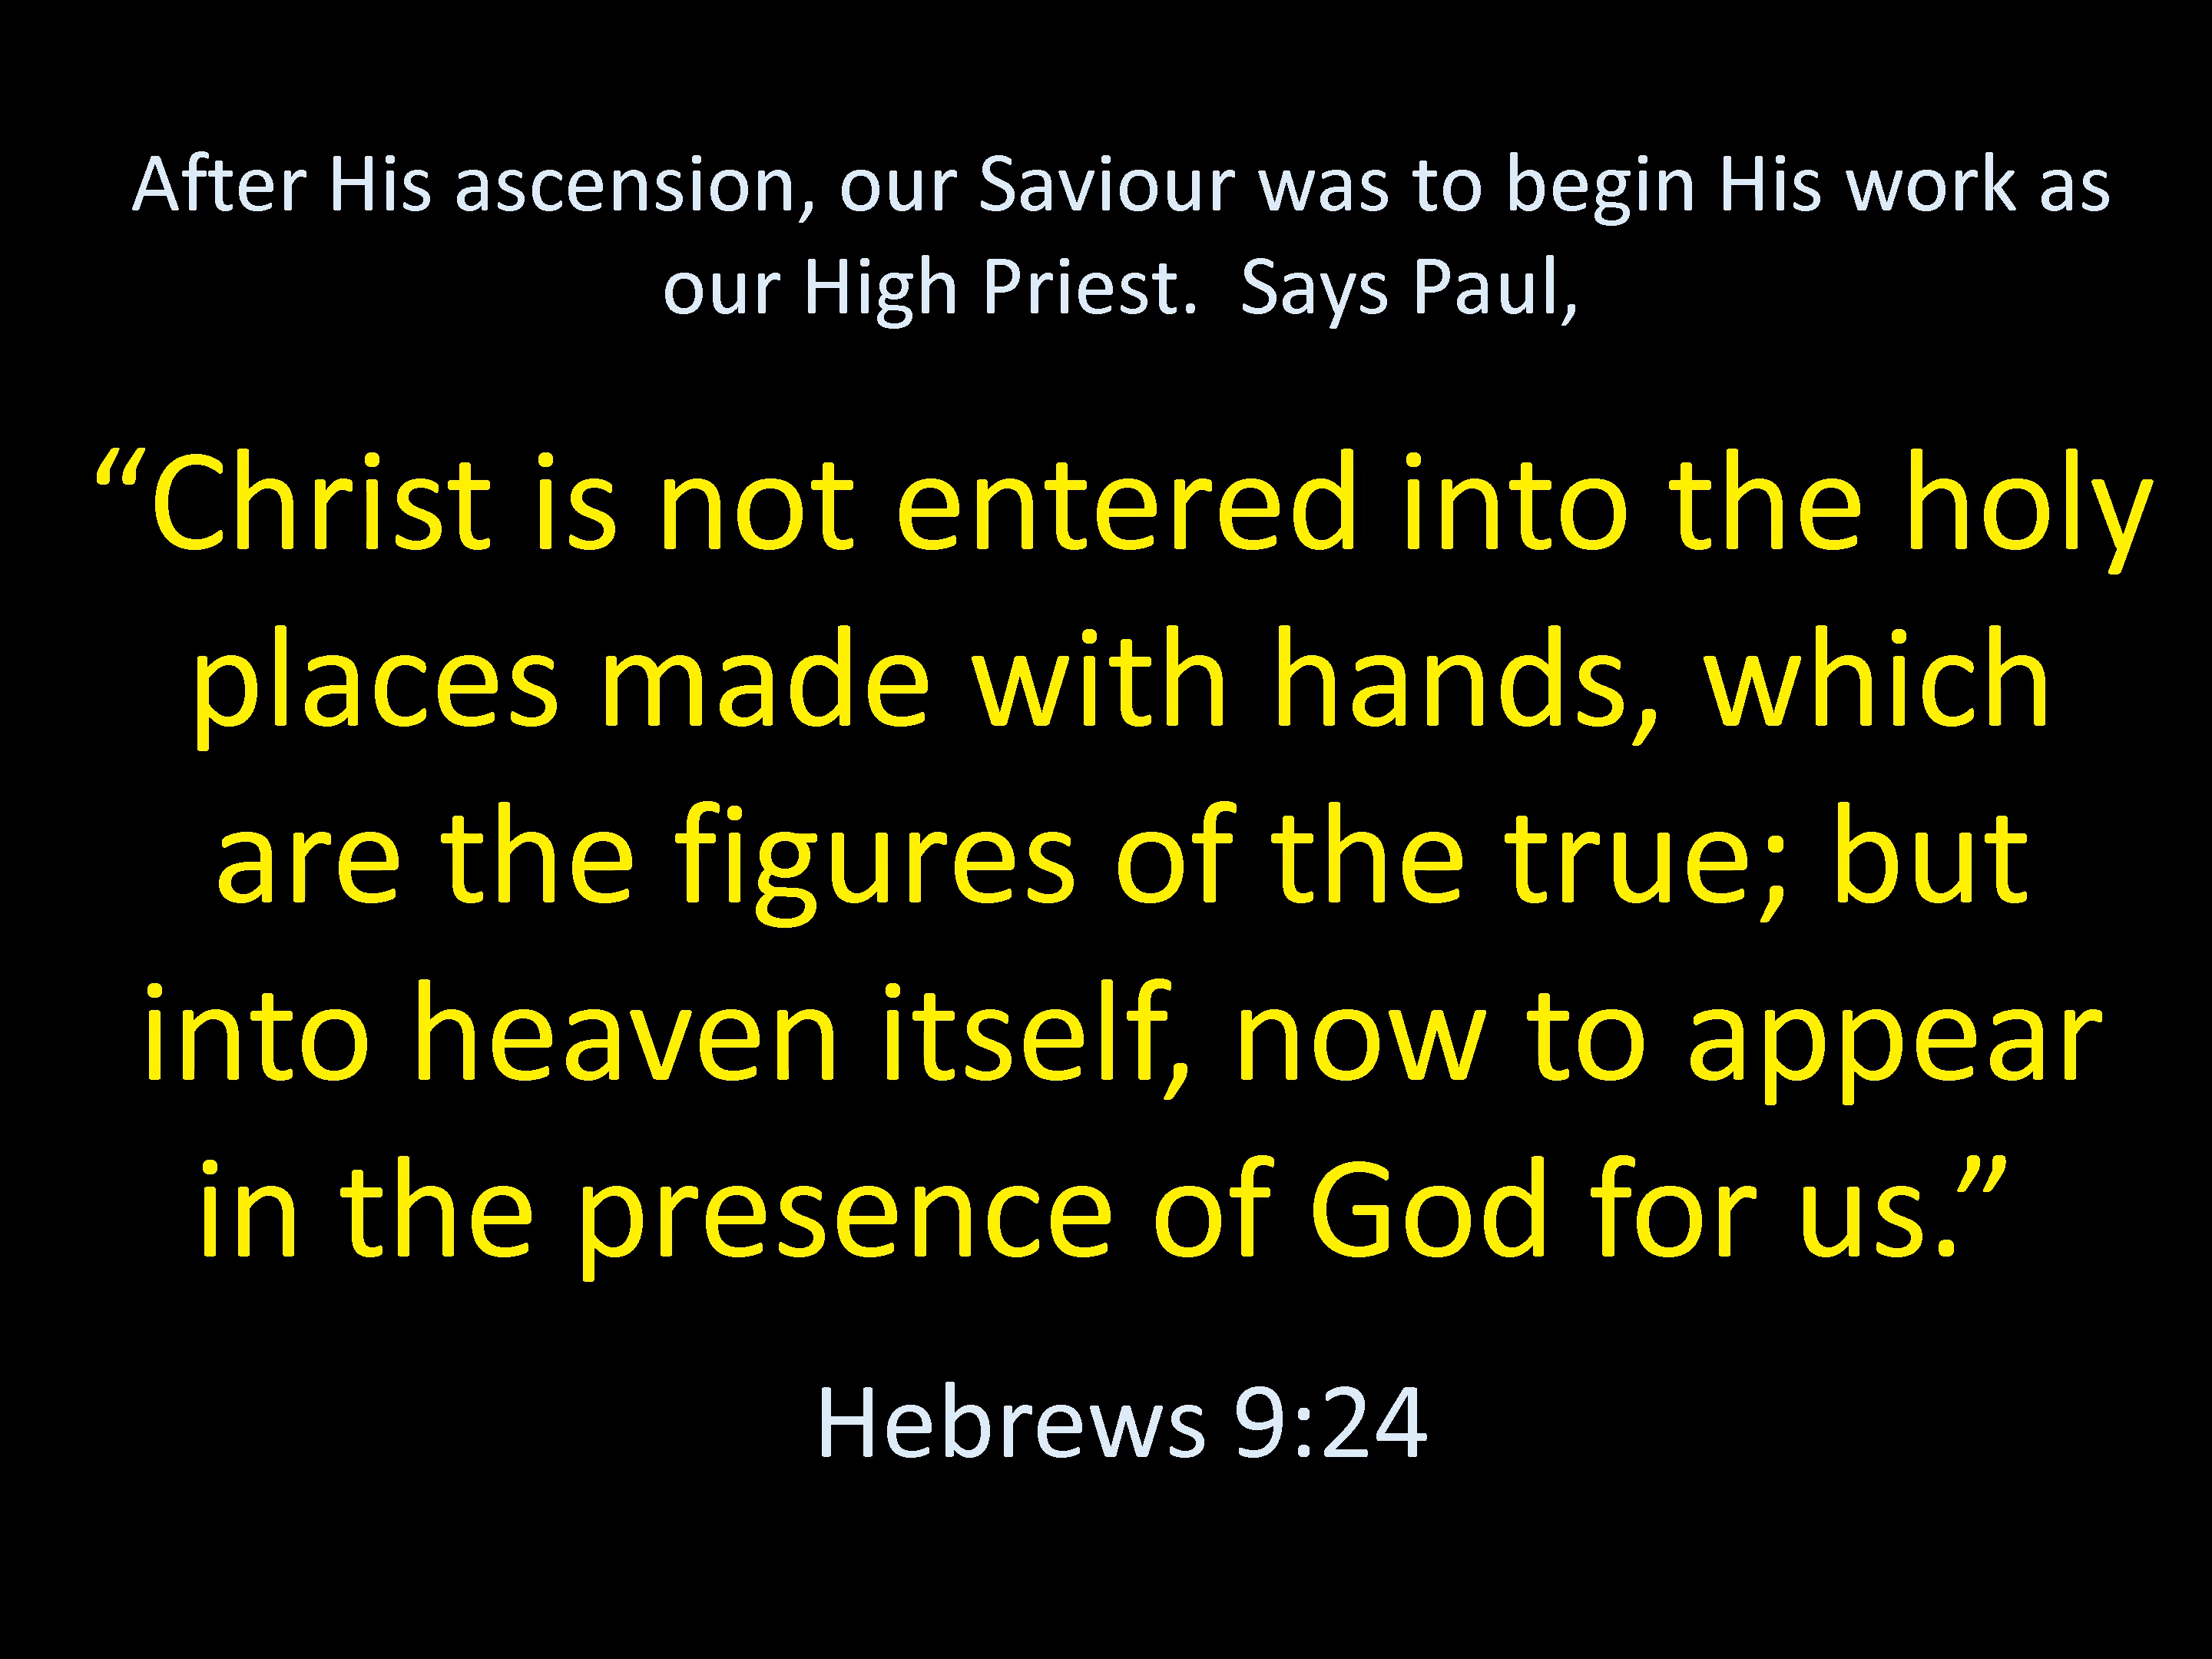 After His ascension, our Saviour was to begin His work as
our High Priest.  Says Paul,
“Christ is not entered into the holy
places made with hands, which
are the figures of the true; but
into heaven itself, now to appear
in the presence of God for us.”
Hebrews 9:24